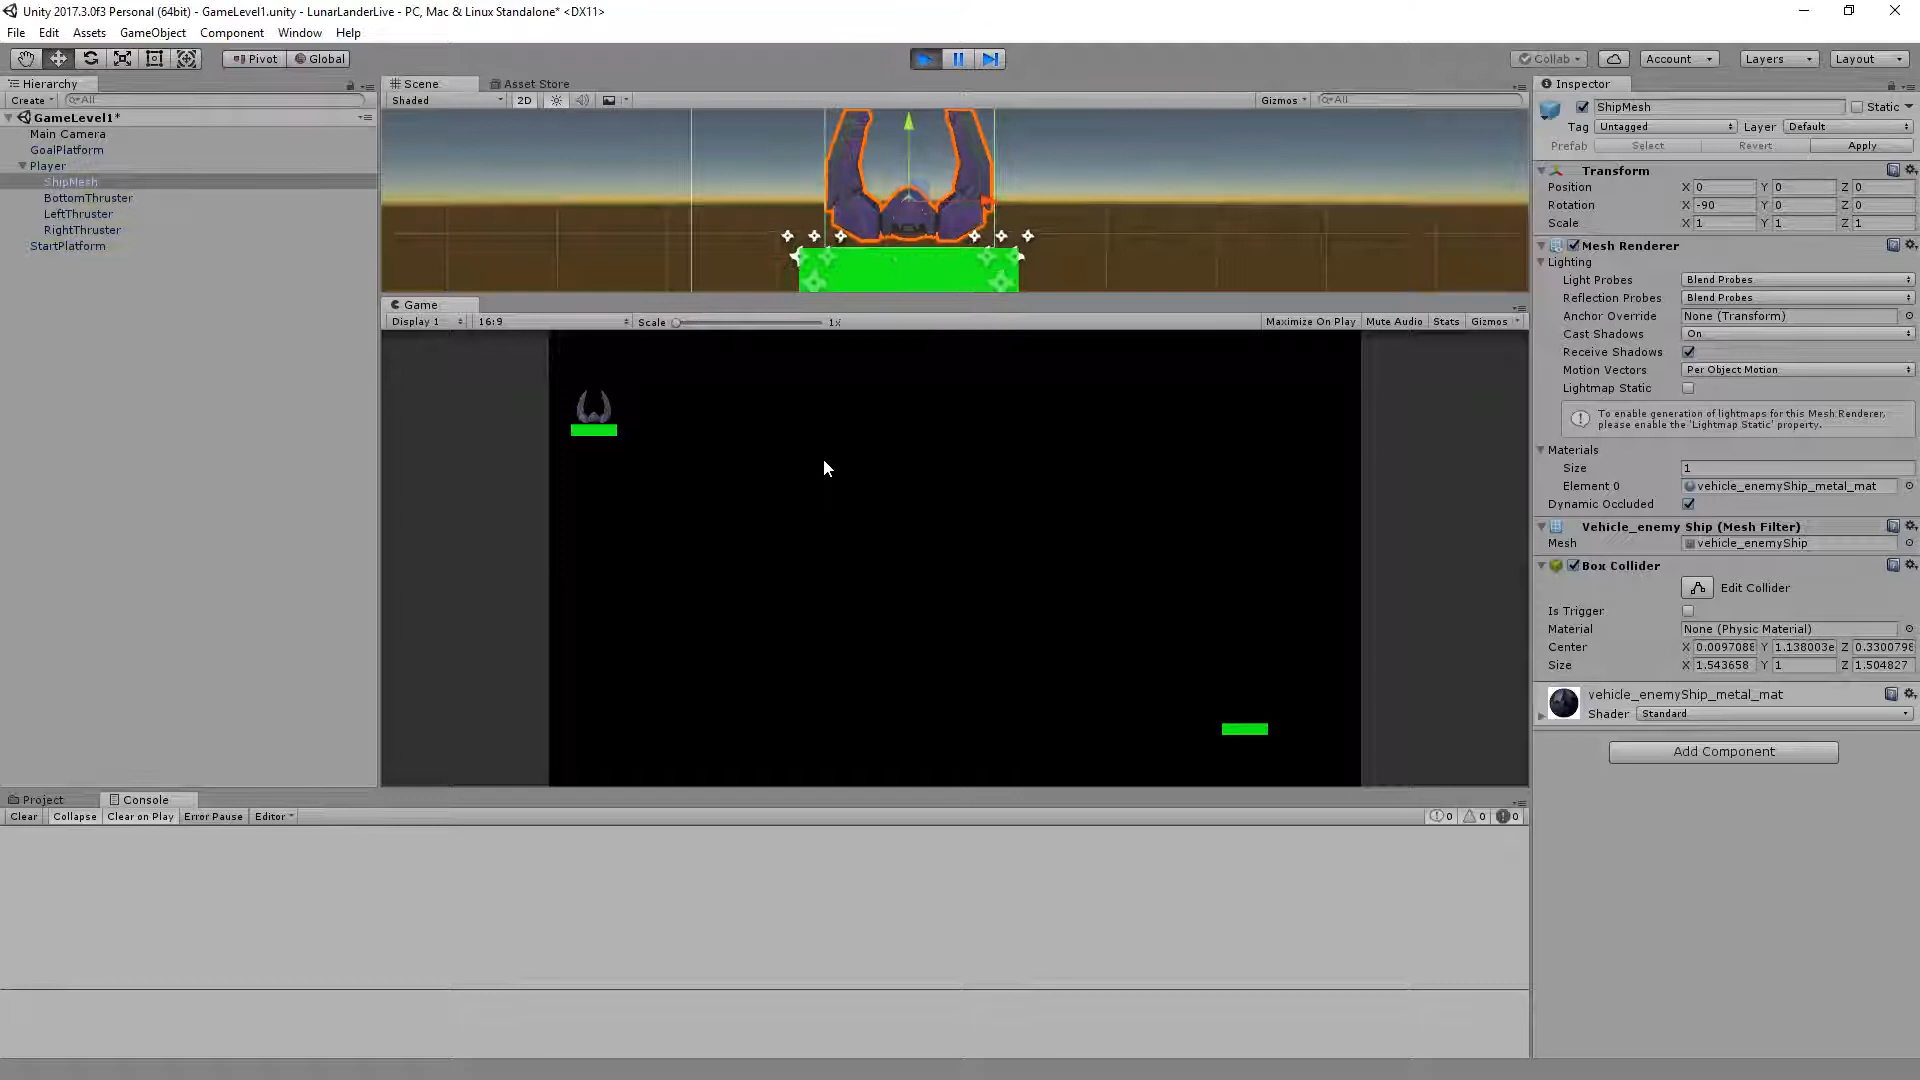 Unity 2017.3.0f3 Personal (64bit) - GameLevel1.unity - LunarLanderLive - PC, Mac & Linux Standalone* <DX11>
File Edit Assets GameObject Component Window Help
Pivot Global Collab Account Layers Layout
Hierarchy
Create All
GameLevel1*
Main Camera
GoalPlatform
Player
ShipMesh
BottomThruster
LeftThruster
RightThruster
StartPlatform
Scene Asset Store
Shaded 2D Gizmos All
Game
Display 1 16:9 Scale 1x Maximize On Play Mute Audio Stats Gizmos
Project Console
Clear Collapse Clear on Play Error Pause Editor 0 0 0
Inspector
ShipMesh Static
Tag Untagged Layer Default
Prefab Select Revert Apply
Transform
Position X 0 Y 0 Z 0
Rotation X -90 Y 0 Z 0
Scale X 1 Y 1 Z 1
Mesh Renderer
Lighting
Light Probes Blend Probes
Reflection Probes Blend Probes
Anchor Override None (Transform)
Cast Shadows On
Receive Shadows
Motion Vectors Per Object Motion
Lightmap Static
To enable generation of lightmaps for this Mesh Renderer,
please enable the 'Lightmap Static' property.
Materials
Size 1
Element 0 vehicle_enemyShip_metal_mat
Dynamic Occluded
Vehicle_enemy Ship (Mesh Filter)
Mesh vehicle_enemyShip
Box Collider
Edit Collider
Is Trigger
Material None (Physic Material)
Center X 0.0097088 Y 1.138003e Z 0.3300798
Size X 1.543658 Y 1 Z 1.504827
vehicle_enemyShip_metal_mat
Shader Standard
Add Component